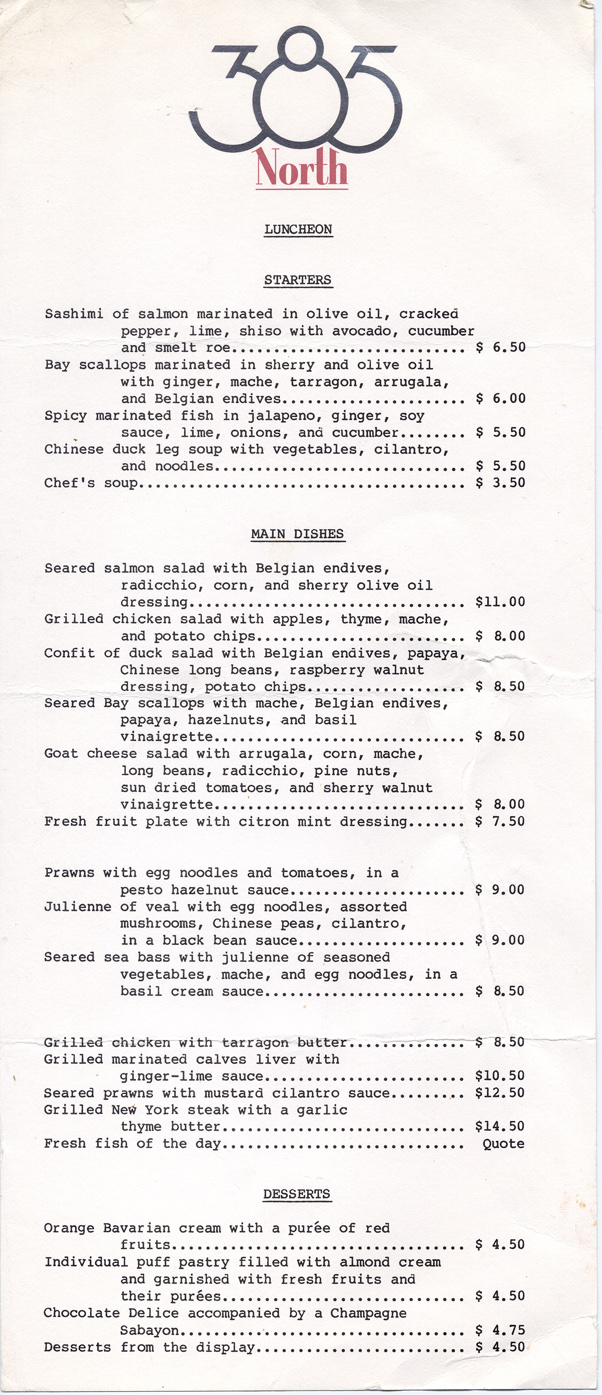 385
North
LUNCHEON
STARTERS
Sashimi of salmon marinated in olive oil, cracked
pepper, lime, shiso with avocado, cucumber
and smelt roe............................ $ 6.50
Bay scallops marinated in sherry and olive oil
with ginger, mache, tarragon, arrugala,
and Belgian endives...................... $ 6.00
Spicy marinated fish in jalapeno, ginger, soy
sauce, lime, onions, and cucumber........ $ 5.50
Chinese duck leg soup with vegetables, cilantro,
and noodles.............................. $ 5.50
Chef's soup....................................... $ 3.50
MAIN DISHES
Seared salmon salad with Belgian endives,
radicchio, corn, and sherry olive oil
dressing................................. $11.00
Grilled chicken salad with apples, thyme, mache,
and potato chips......................... $ 8.00
Confit of duck salad with Belgian endives, papaya,
Chinese long beans, raspberry walnut
dressing, potato chips................... $ 8.50
Seared Bay scallops with mache, Belgian endives,
papaya, hazelnuts, and basil
vinaigrette.............................. $ 8.50
Goat cheese salad with arrugala, corn, mache,
long beans, radicchio, pine nuts,
sun dried tomatoes, and sherry walnut
vinaigrette.............................. $ 8.00
Fresh fruit plate with citron mint dressing....... $ 7.50
Prawns with egg noodles and tomatoes, in a
pesto hazelnut sauce..................... $ 9.00
Julienne of veal with egg noodles, assorted
mushrooms, Chinese peas, cilantro,
in a black bean sauce.................... $ 9.00
Seared sea bass with julienne of seasoned
vegetables, mache, and egg noodles, in a
basil cream sauce........................ $ 8.50
Grilled chicken with tarragon butter.............. $ 8.50
Grilled marinated calves liver with
ginger-lime sauce........................ $10.50
Seared prawns with mustard cilantro sauce......... $12.50
Grilled New York steak with a garlic
thyme butter............................. $14.50
Fresh fish of the day............................. Quote
DESSERTS
Orange Bavarian cream with a purée of red
fruits................................... $ 4.50
Individual puff pastry filled with almond cream
and garnished with fresh fruits and
their purées............................. $ 4.50
Chocolate Delice accompanied by a Champagne
Sabayon.................................. $ 4.75
Desserts from the display......................... $ 4.50